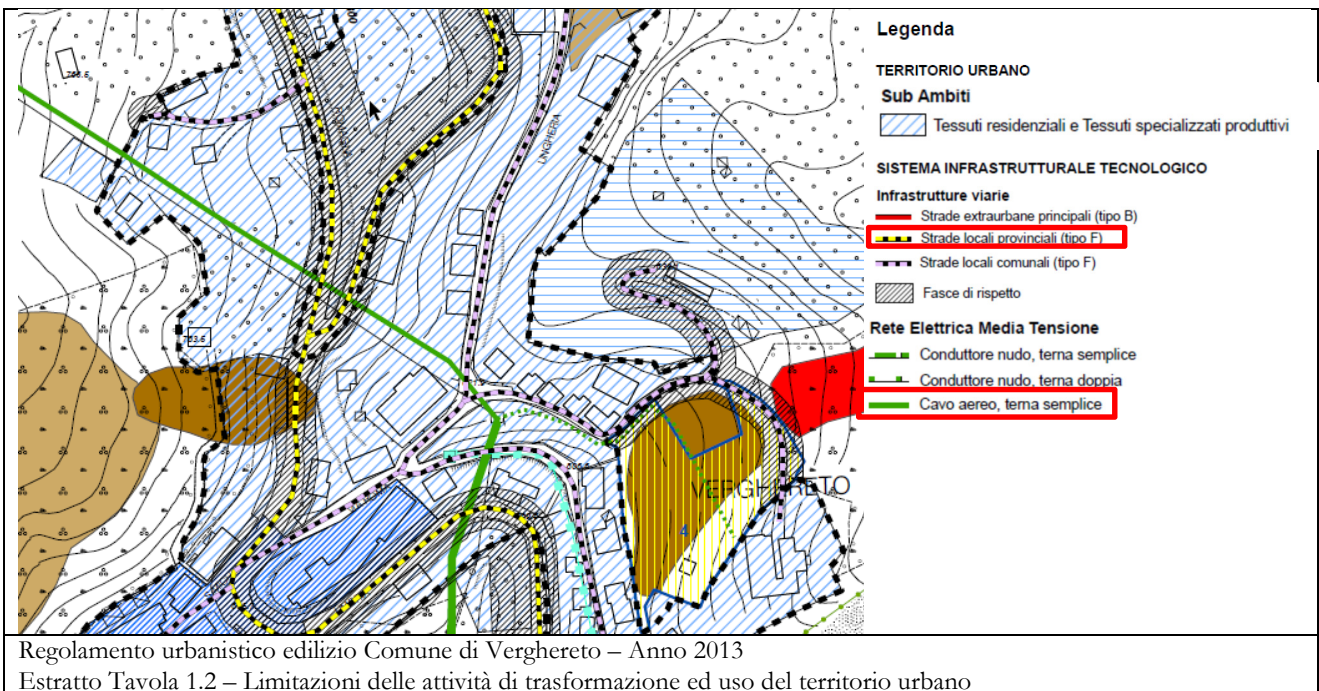 Legenda
TERRITORIO URBANO
Sub Ambiti
Tessuti residenziali e Tessuti specializzati produttivi
SISTEMA INFRASTRUTTURALE TECNOLOGICO
Infrastrutture viarie
Strade extraurbane principali (tipo B)
Strade locali provinciali (tipo F)
Strade locali comunali (tipo F)
Fasce di rispetto
Rete Elettrica Media Tensione
Conduttore nudo, terna semplice
Conduttore nudo, terna doppia
Cavo aereo, terna semplice
UNGHERIA
VERGHERETO
4
Regolamento urbanistico edilizio Comune di Verghereto – Anno 2013
Estratto Tavola 1.2 – Limitazioni delle attività di trasformazione ed uso del territorio urbano